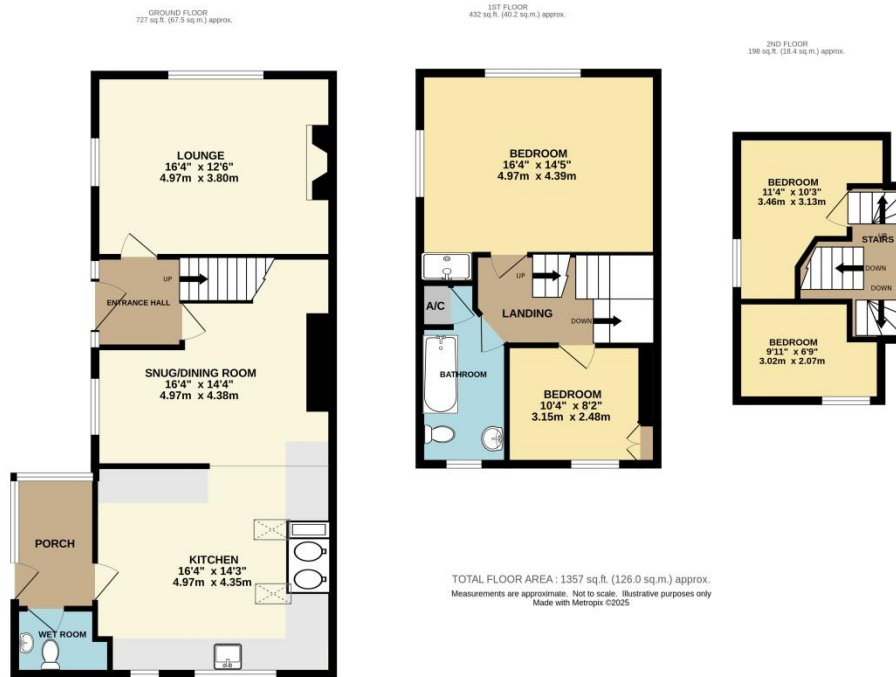 GROUND FLOOR
727 sq.ft. (67.5 sq.m.) approx.
LOUNGE
16'4" x 12'6"
4.97m x 3.80m
UP
ENTRANCE HALL
SNUG/DINING ROOM
16'4" x 14'4"
4.97m x 4.38m
PORCH
KITCHEN
16'4" x 14'3"
4.97m x 4.35m
WET ROOM
1ST FLOOR
432 sq.ft. (40.2 sq.m.) approx.
BEDROOM
16'4" x 14'5"
4.97m x 4.39m
UP
A/C
LANDING
DOWN
BATHROOM
BEDROOM
10'4" x 8'2"
3.15m x 2.48m
2ND FLOOR
198 sq.ft. (18.4 sq.m.) approx.
BEDROOM
11'4" x 10'3"
3.46m x 3.13m
UP
STAIRS
DOWN
DOWN
BEDROOM
9'11" x 6'9"
3.02m x 2.07m
TOTAL FLOOR AREA : 1357 sq.ft. (126.0 sq.m.) approx.
Measurements are approximate. Not to scale. Illustrative purposes only
Made with Metropix ©2025